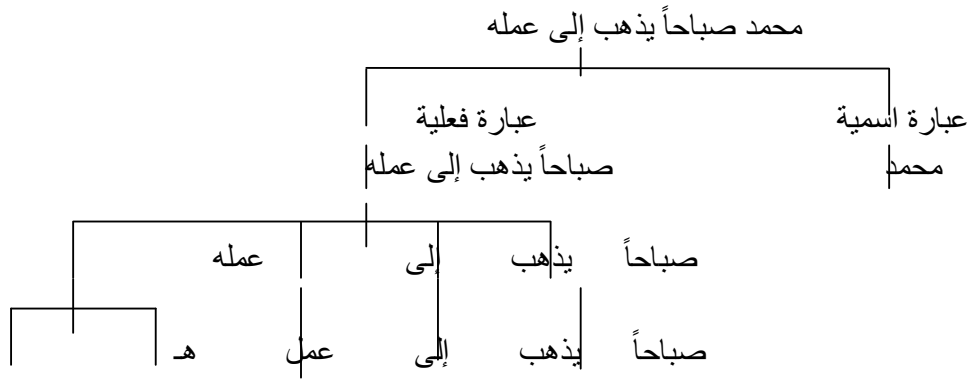 محمد صباحاً يذهب إلى عمله
عبارة اسمية عبارة فعلية
محمد صباحاً يذهب إلى عمله
صباحاً يذهب إلى عمله
صباحاً يذهب إلى عمل هـ